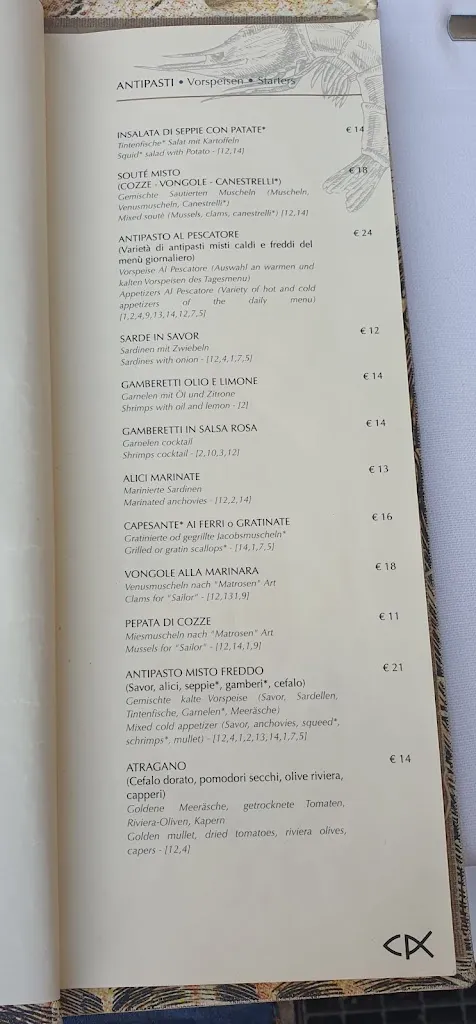 ANTIPASTI • Vorspeisen • Starters
INSALATA DI SEPPIE CON PATATE* € 14
Tintenfische* Salat mit Kartoffeln
Squid* salad with Potato - [12,14]
SOUTÉ MISTO € 18
(COZZE - VONGOLE - CANESTRELLI*)
Gemischte Sautierten Muscheln (Muscheln,
Venusmuscheln, Canestrelli*)
Mixed souté (Mussels, clams, canestrelli*) [12,14]
ANTIPASTO AL PESCATORE € 24
(Varietà di antipasti misti caldi e freddi del
menù giornaliero)
Vorspeise Al Pescatore (Auswahl an warmen und
kalten Vorspeisen des Tagesmenu)
Appetizers Al Pescatore (Variety of hot and cold
appetizers of the daily menu)
[1,2,4,9,13,14,12,7,5]
SARDE IN SAVOR € 12
Sardinen mit Zwiebeln
Sardines with onion - [12,4,1,7,5]
GAMBERETTI OLIO E LIMONE € 14
Garnelen mit Öl und Zitrone
Shrimps with oil and lemon - [2]
GAMBERETTI IN SALSA ROSA € 14
Garnelen cocktail
Shrimps cocktail - [2,10,3,12]
ALICI MARINATE € 13
Marinierte Sardinen
Marinated anchovies - [12,2,14]
CAPESANTE* AI FERRI o GRATINATE € 16
Gratinierte od gegrillte Jacobsmuscheln*
Grilled or gratin scallops* - [14,1,7,5]
VONGOLE ALLA MARINARA € 18
Venusmuscheln nach "Matrosen" Art
Clams for "Sailor" - [12,131,9]
PEPATA DI COZZE € 11
Miesmuscheln nach "Matrosen" Art
Mussels for "Sailor" - [12,14,1,9]
ANTIPASTO MISTO FREDDO € 21
(Savor, alici, seppie*, gamberi*, cefalo)
Gemischte kalte Vorspeise (Savor, Sardellen,
Tintenfische, Garnelen*, Meeräsche)
Mixed cold appetizer (Savor, anchovies, squeed*,
schrimps*, mullet) - [12,4,1,2,13,14,1,7,5]
ATRAGANO € 14
(Cefalo dorato, pomodori secchi, olive riviera,
capperi)
Goldene Meeräsche, getrocknete Tomaten,
Riviera-Oliven, Kapern
Golden mullet, dried tomatoes, riviera olives,
capers - [12,4]